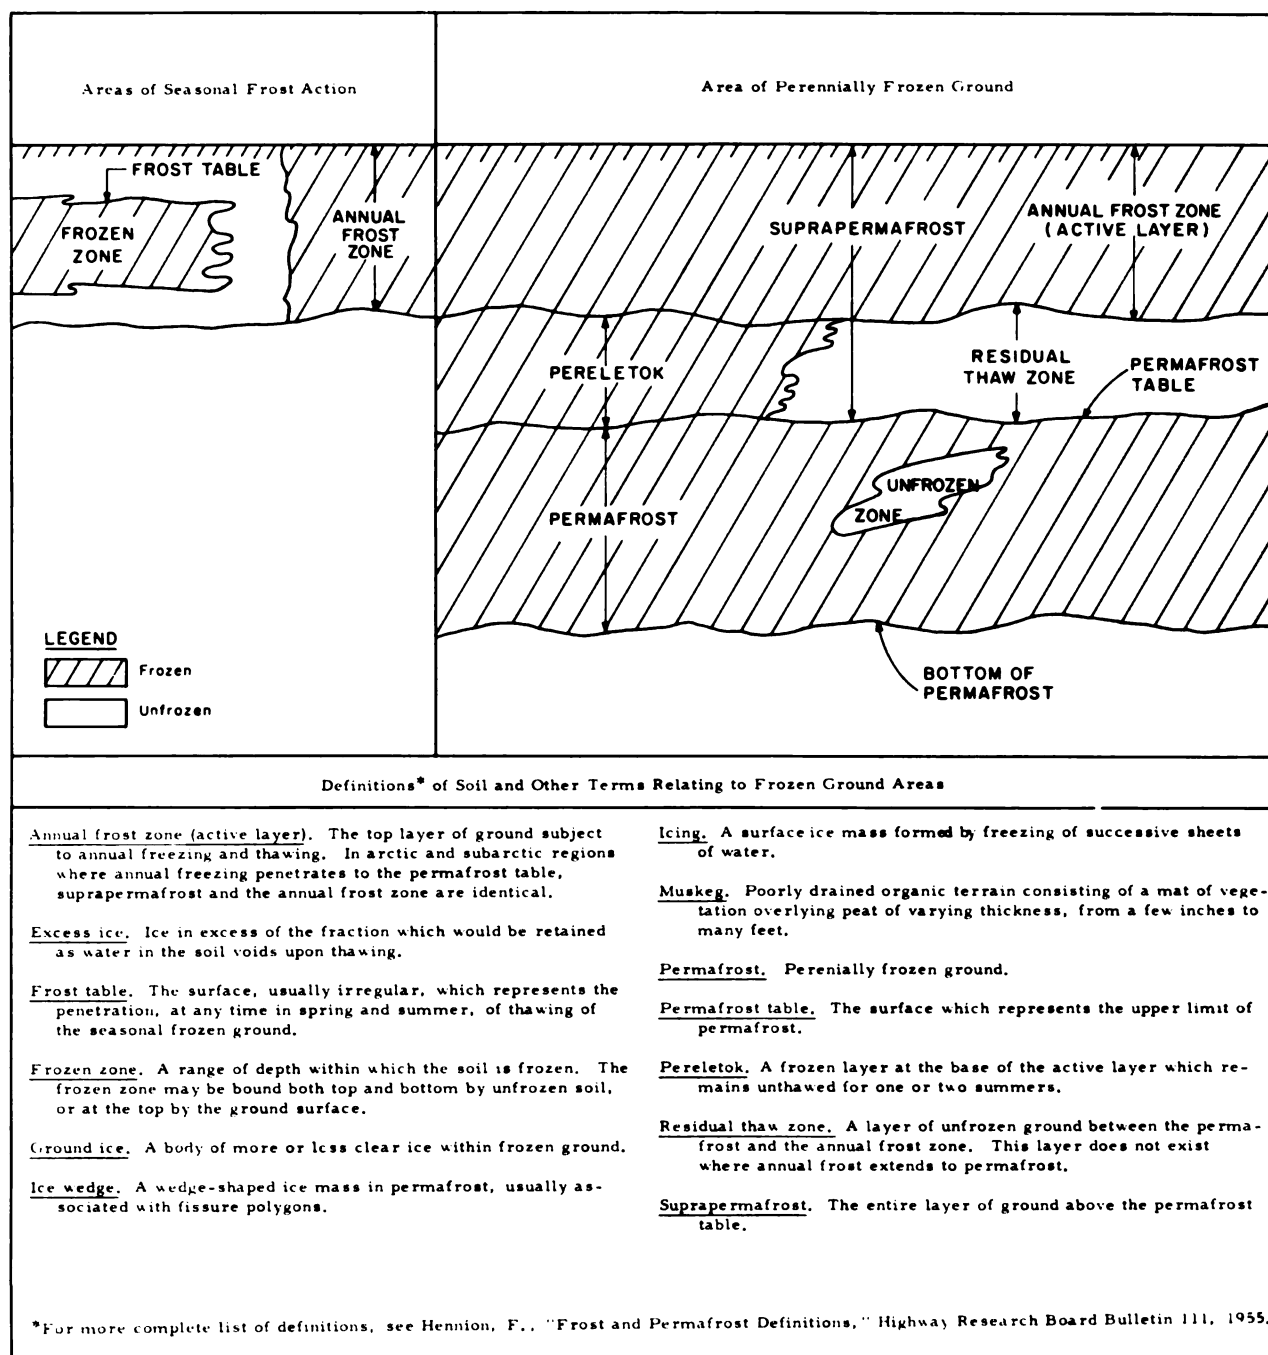 Areas of Seasonal Frost Action
Area of Perennially Frozen Ground
FROST TABLE
FROZEN
ZONE
ANNUAL
FROST
ZONE
SUPRAPERMAFROST
ANNUAL FROST ZONE
(ACTIVE LAYER)
PERELETOK
RESIDUAL
THAW ZONE
PERMAFROST
TABLE
UNFROZEN
ZONE
PERMAFROST
LEGEND
Frozen
Unfrozen
BOTTOM OF
PERMAFROST
Definitions* of Soil and Other Terms Relating to Frozen Ground Areas
Annual frost zone (active layer). The top layer of ground subject
to annual freezing and thawing. In arctic and subarctic regions
where annual freezing penetrates to the permafrost table,
suprapermafrost and the annual frost zone are identical.
Excess ice. Ice in excess of the fraction which would be retained
as water in the soil voids upon thawing.
Frost table. The surface, usually irregular, which represents the
penetration, at any time in spring and summer, of thawing of
the seasonal frozen ground.
Frozen zone. A range of depth within which the soil is frozen. The
frozen zone may be bound both top and bottom by unfrozen soil,
or at the top by the ground surface.
Ground ice. A body of more or less clear ice within frozen ground.
Ice wedge. A wedge-shaped ice mass in permafrost, usually as-
sociated with fissure polygons.
Icing. A surface ice mass formed by freezing of successive sheets
of water.
Muskeg. Poorly drained organic terrain consisting of a mat of vege-
tation overlying peat of varying thickness, from a few inches to
many feet.
Permafrost. Perenially frozen ground.
Permafrost table. The surface which represents the upper limit of
permafrost.
Pereletok. A frozen layer at the base of the active layer which re-
mains unthawed for one or two summers.
Residual thaw zone. A layer of unfrozen ground between the perma-
frost and the annual frost zone. This layer does not exist
where annual frost extends to permafrost.
Suprapermafrost. The entire layer of ground above the permafrost
table.
*For more complete list of definitions, see Hennion, F., "Frost and Permafrost Definitions," Highway Research Board Bulletin 111, 1955.